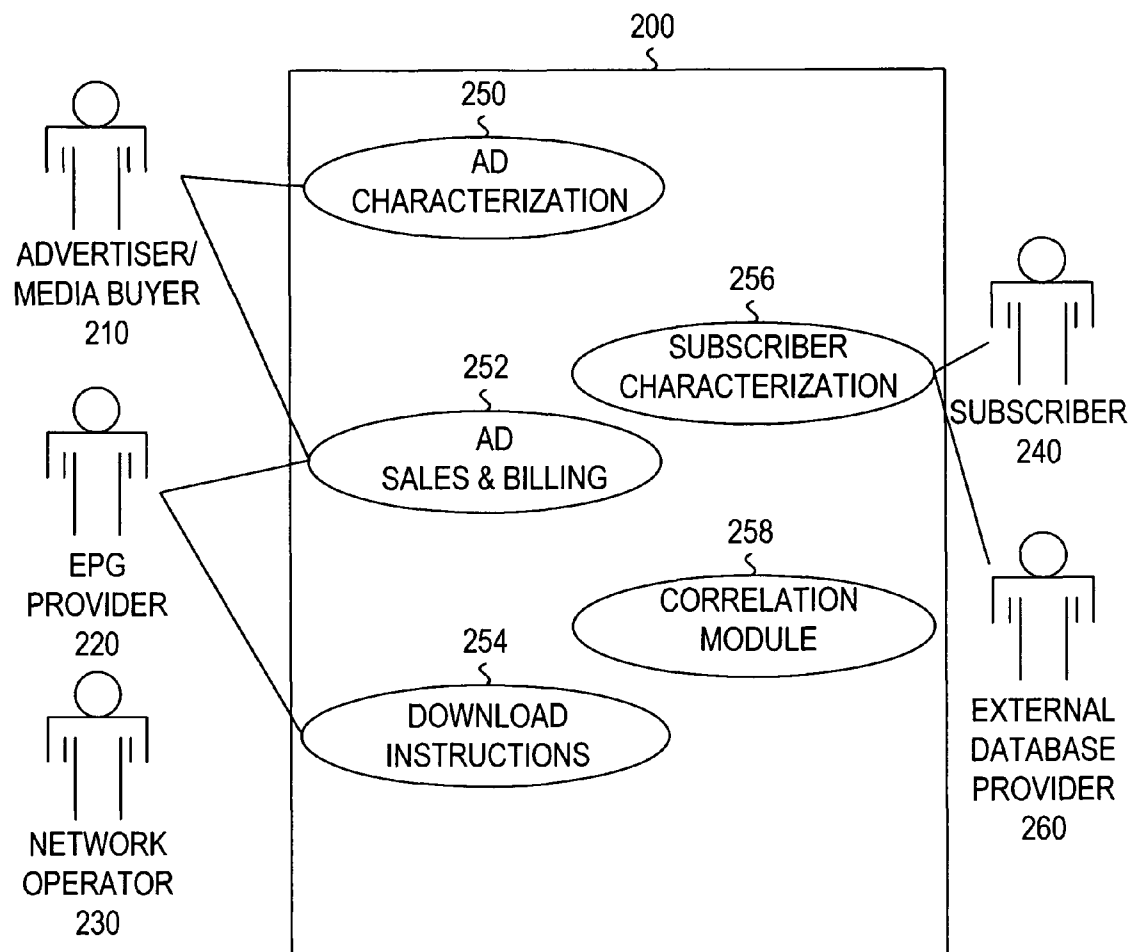 200
250
AD
CHARACTERIZATION
ADVERTISER/
MEDIA BUYER
210
256
SUBSCRIBER
CHARACTERIZATION
SUBSCRIBER
240
252
AD
SALES & BILLING
EPG
PROVIDER
220
258
CORRELATION
MODULE
254
DOWNLOAD
INSTRUCTIONS
EXTERNAL
DATABASE
PROVIDER
260
NETWORK
OPERATOR
230